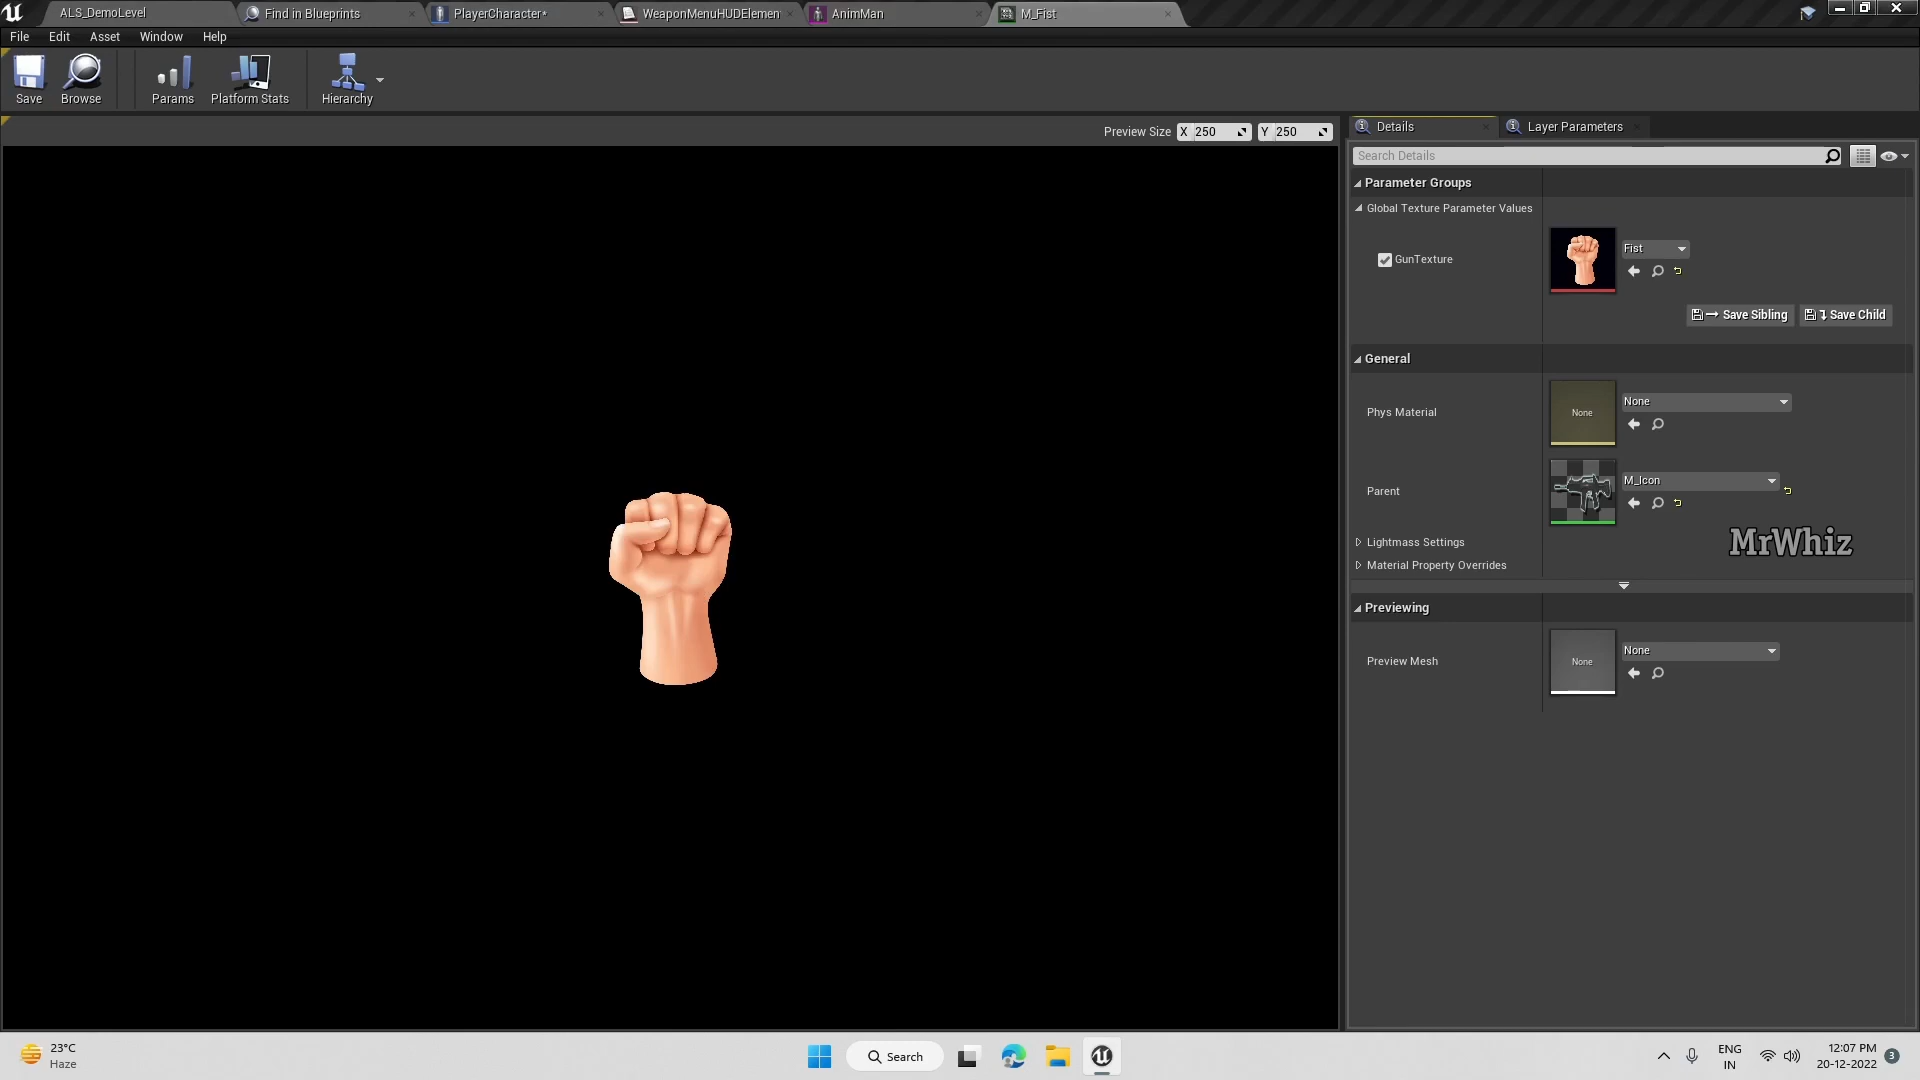 ALS_DemoLevel
Find in Blueprints
PlayerCharacter*
WeaponMenuHUDElemen
AnimMan
M_Fist
File Edit Asset Window Help
Save Browse Params Platform Stats Hierarchy
Preview Size X 250 Y 250
Details
Layer Parameters
Search Details
Parameter Groups
Global Texture Parameter Values
GunTexture
Fist
Save Sibling
Save Child
General
Phys Material
None
None
Parent
M_Icon
MrWhiz
Lightmass Settings
Material Property Overrides
Previewing
Preview Mesh
None
None
23°C
Haze
Search
ENG
IN
12:07 PM
20-12-2022
3